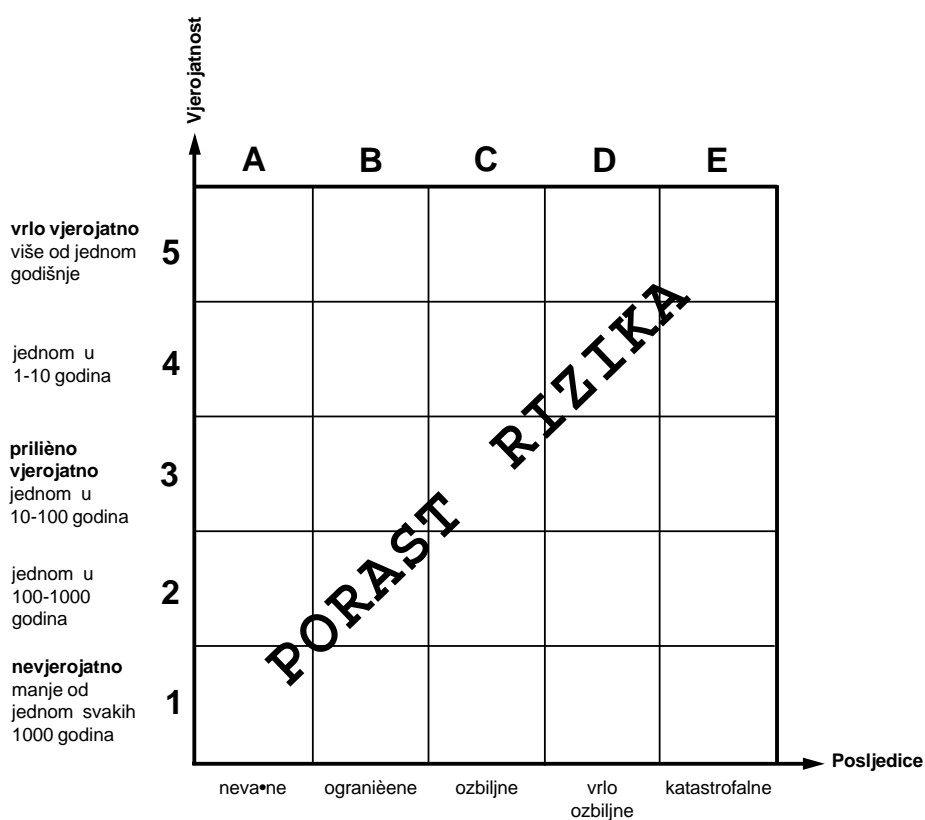 Vjerojatnost
A B C D E
vrlo vjerojatno
više od jednom
godišnje
5
jednom u
1-10 godina
4
prilièno
vjerojatno
jednom u
10-100 godina
3
jednom u
100-1000
godina
2
nevjerojatno
manje od
jednom svakih
1000 godina
1
PORAST RIZIKA
Posljedice
neva•ne
ogranièene
ozbiljne
vrlo
ozbiljne
katastrofalne